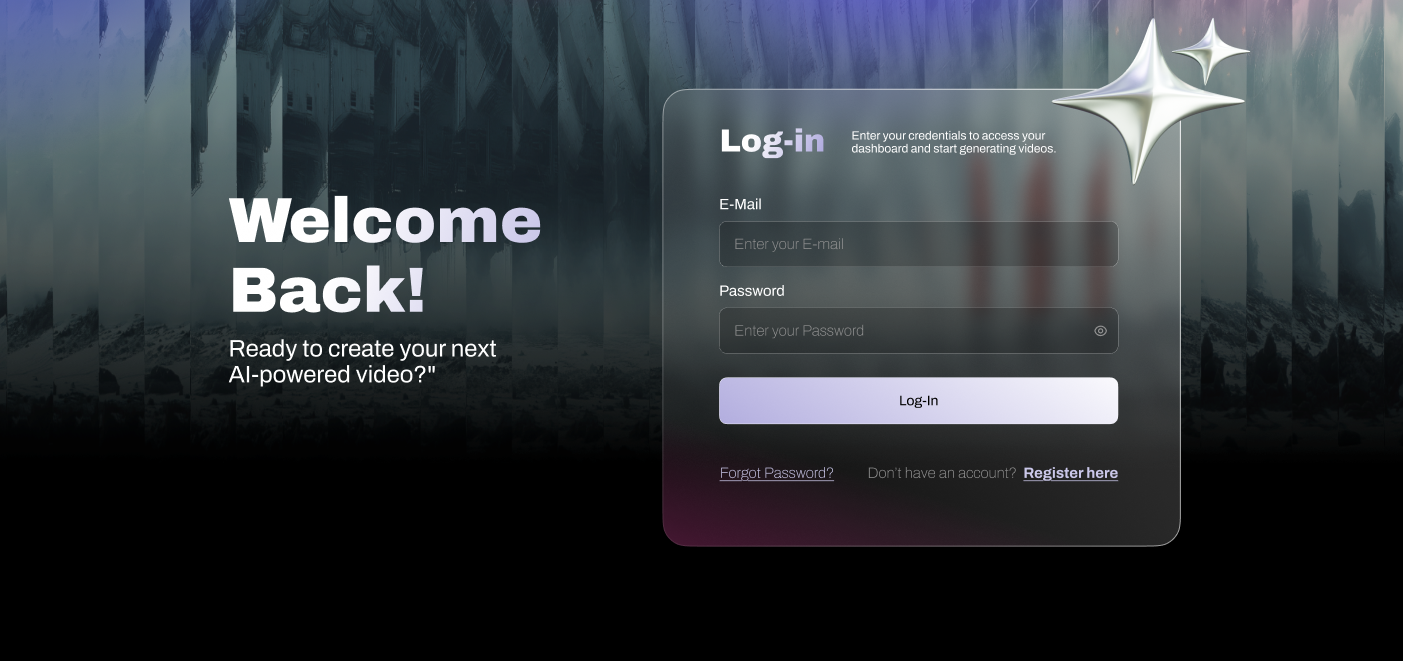 Welcome
Back!
Ready to create your next
AI-powered video?"
Log-in
Enter your credentials to access your
dashboard and start generating videos.
E-Mail
Enter your E-mail
Password
Enter your Password
Log-In
Forgot Password?
Don't have an account? Register here